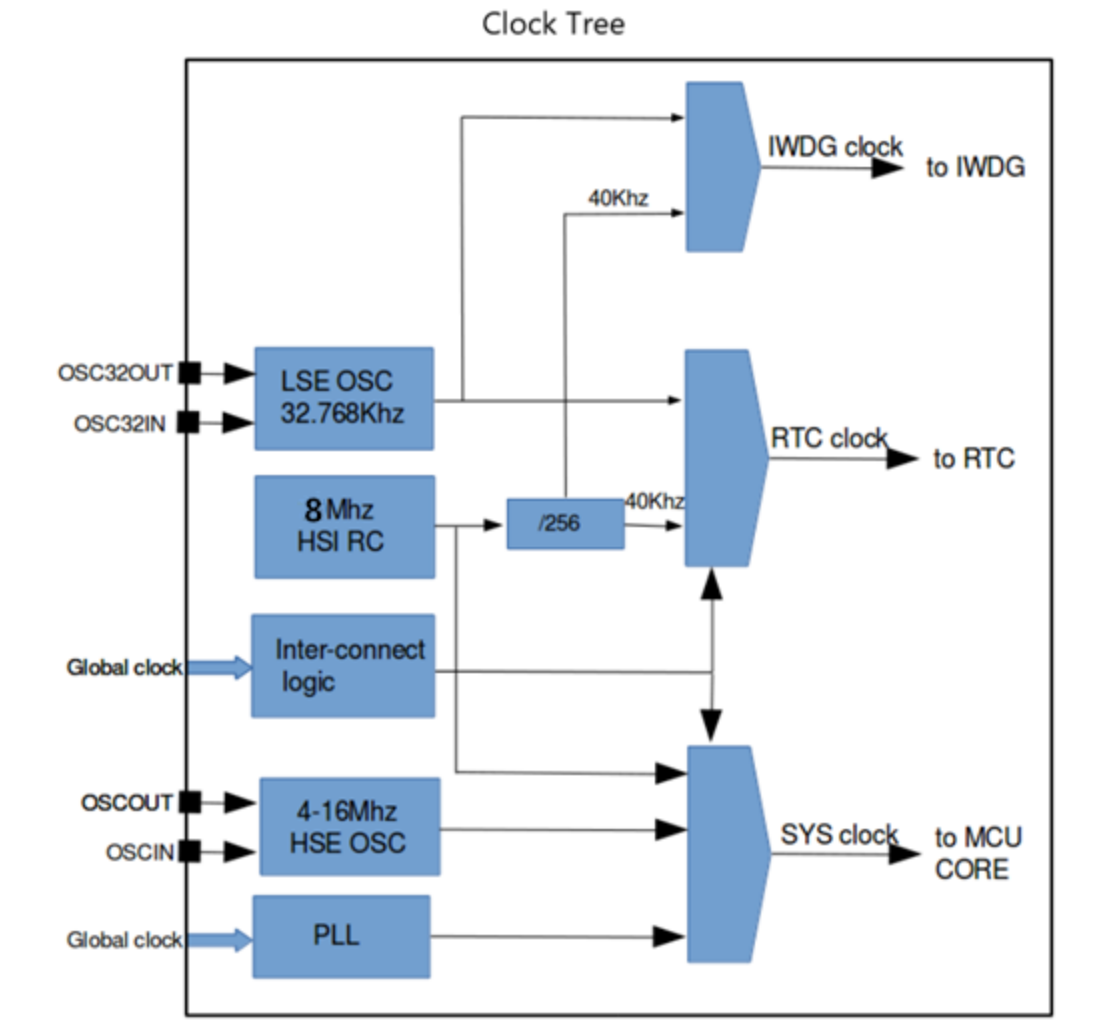 Clock Tree
IWDG clock
to IWDG
40Khz
OSC32OUT
OSC32IN
LSE OSC
32.768Khz
RTC clock
to RTC
8Mhz
HSI RC
/256
40Khz
Global clock
Inter-connect
logic
OSCOUT
OSCIN
4-16Mhz
HSE OSC
SYS clock
to MCU
CORE
Global clock
PLL